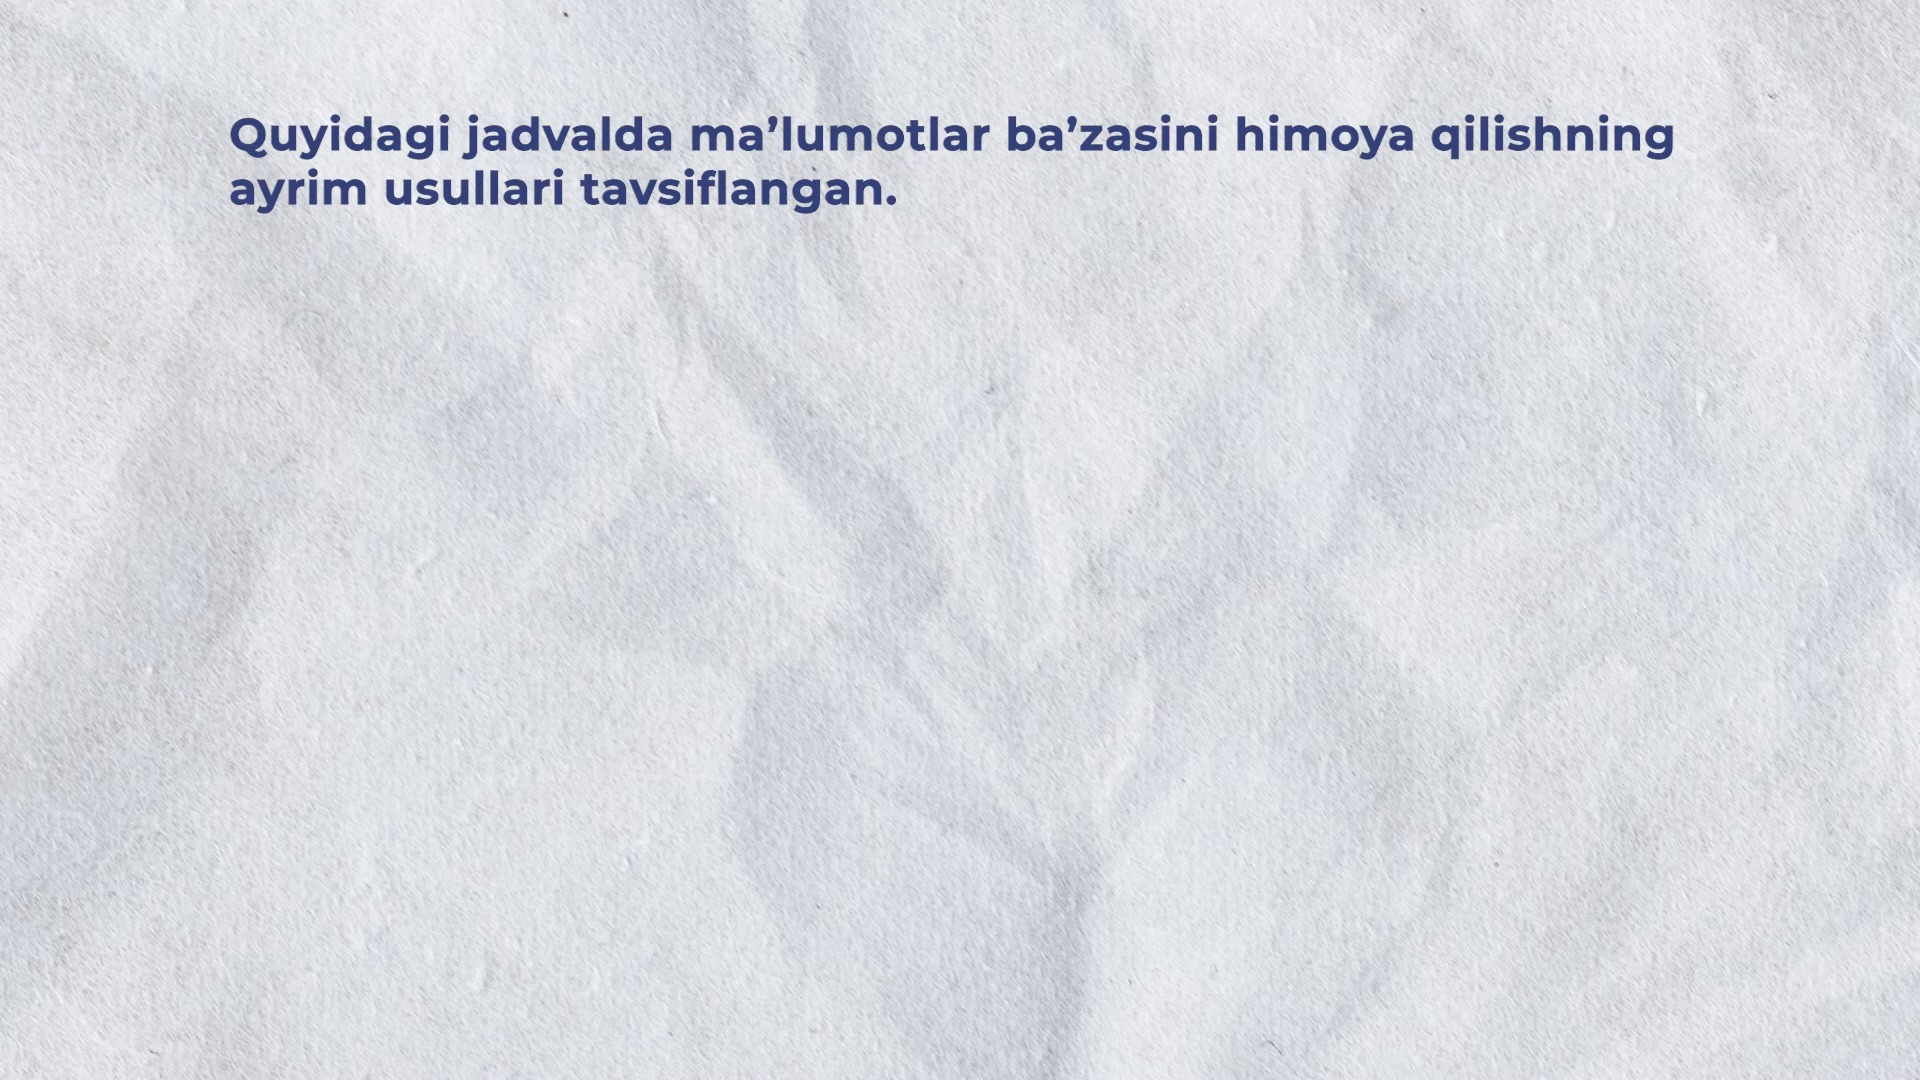 Quyidagi jadvalda ma’lumotlar ba’zasini himoya qilishning
ayrim usullari tavsiflangan.